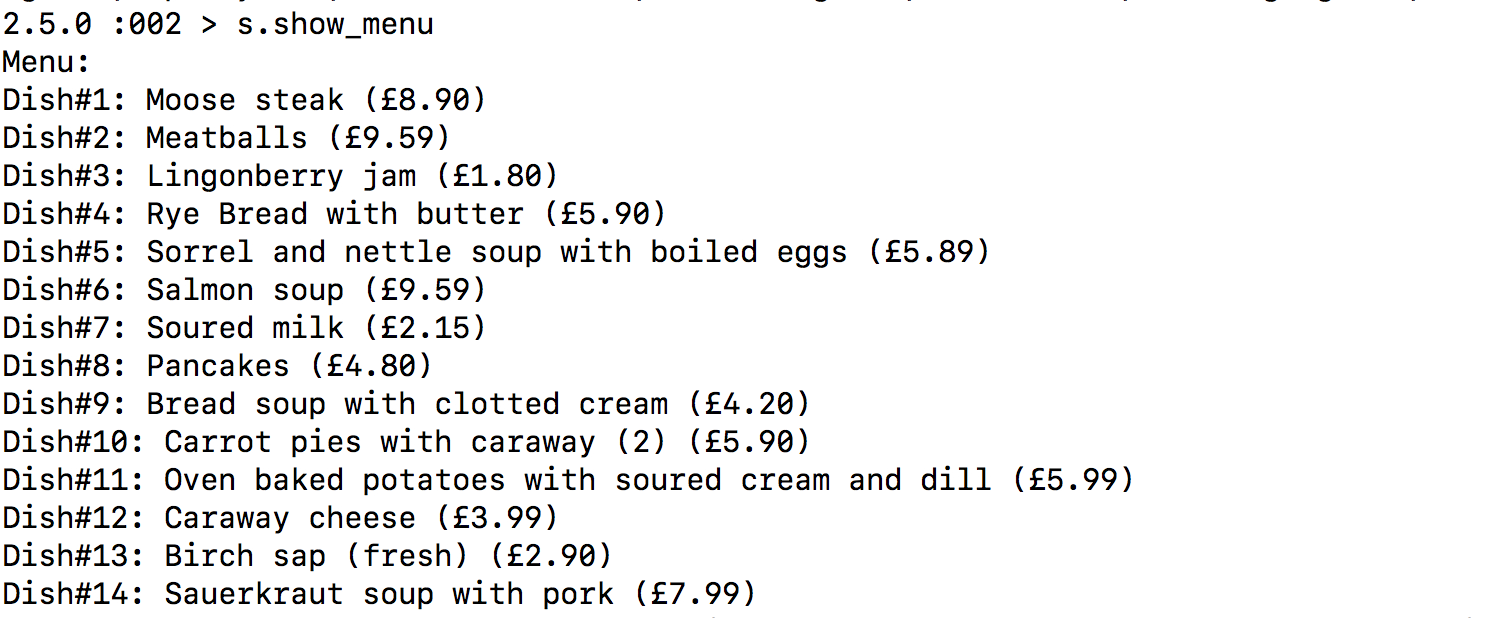 2.5.0 :002 > s.show_menu
Menu:
Dish#1: Moose steak (£8.90)
Dish#2: Meatballs (£9.59)
Dish#3: Lingonberry jam (£1.80)
Dish#4: Rye Bread with butter (£5.90)
Dish#5: Sorrel and nettle soup with boiled eggs (£5.89)
Dish#6: Salmon soup (£9.59)
Dish#7: Soured milk (£2.15)
Dish#8: Pancakes (£4.80)
Dish#9: Bread soup with clotted cream (£4.20)
Dish#10: Carrot pies with caraway (2) (£5.90)
Dish#11: Oven baked potatoes with soured cream and dill (£5.99)
Dish#12: Caraway cheese (£3.99)
Dish#13: Birch sap (fresh) (£2.90)
Dish#14: Sauerkraut soup with pork (£7.99)